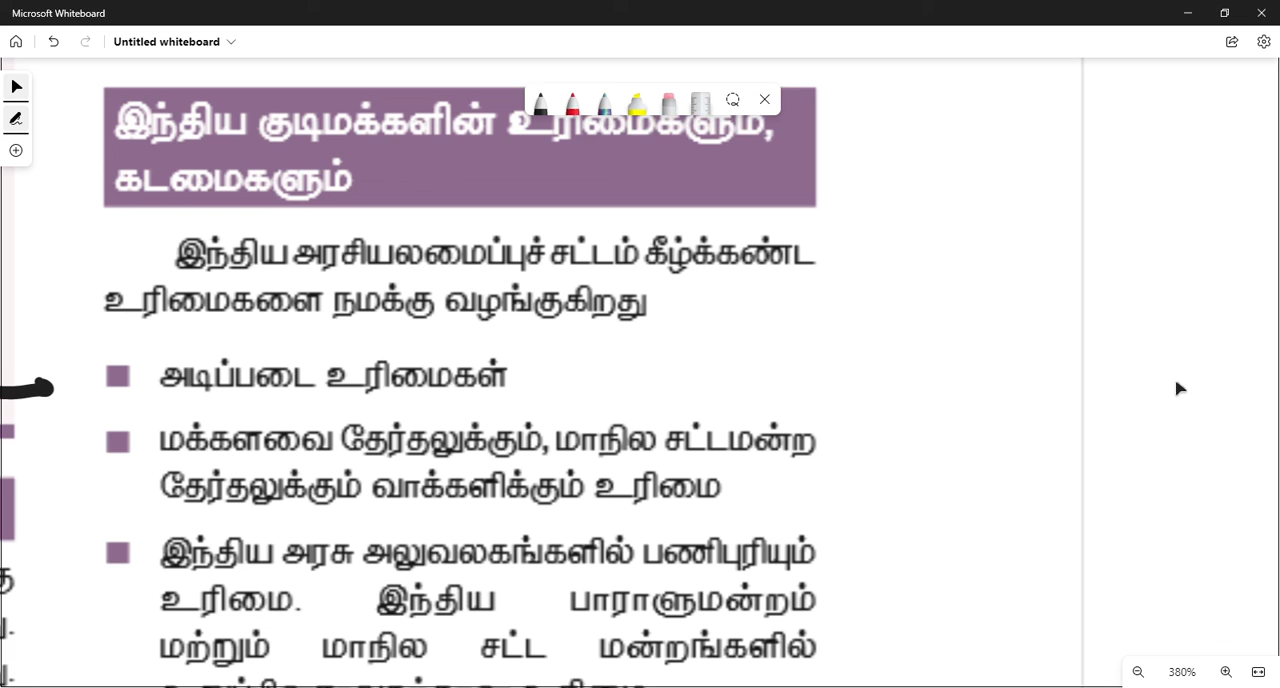 Microsoft Whiteboard
Untitled whiteboard
இந்திய குடிமக்களின் உரிமைகளும்,
கடமைகளும்
இந்திய அரசியலமைப்புச் சட்டம் கீழ்க்கண்ட
உரிமைகளை நமக்கு வழங்குகிறது
அடிப்படை உரிமைகள்
மக்களவை தேர்தலுக்கும், மாநில சட்டமன்ற
தேர்தலுக்கும் வாக்களிக்கும் உரிமை
இந்திய அரசு அலுவலகங்களில் பணிபுரியும்
உரிமை. இந்திய பாராளுமன்றம்
மற்றும் மாநில சட்ட மன்றங்களில்
380%